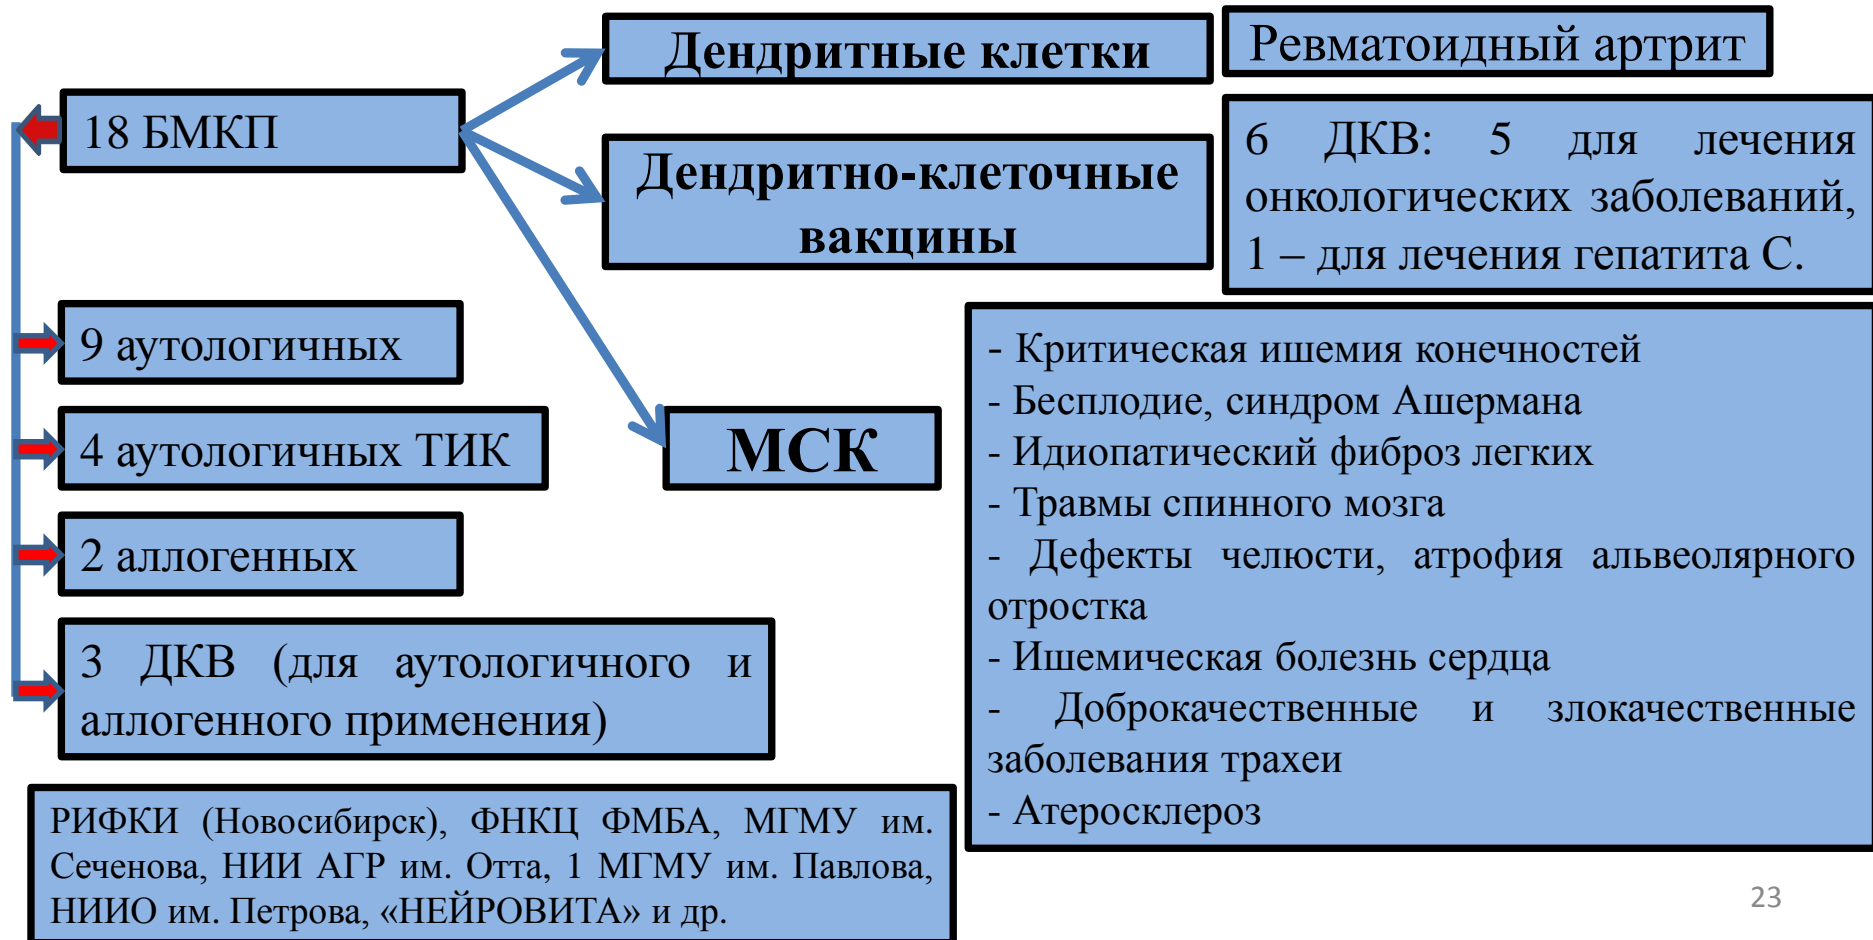 Дендритные клетки
Ревматоидный артрит
18 БМКП
Дендритно-клеточные
вакцины
6 ДКВ: 5 для лечения
онкологических заболеваний,
1 – для лечения гепатита С.
9 аутологичных
4 аутологичных ТИК
2 аллогенных
3 ДКВ (для аутологичного и
аллогенного применения)
МСК
- Критическая ишемия конечностей
- Бесплодие, синдром Ашермана
- Идиопатический фиброз легких
- Травмы спинного мозга
- Дефекты челюсти, атрофия альвеолярного
отростка
- Ишемическая болезнь сердца
- Доброкачественные и злокачественные
заболевания трахеи
- Атеросклероз
РИФКИ (Новосибирск), ФНКЦ ФМБА, МГМУ им.
Сеченова, НИИ АГР им. Отта, 1 МГМУ им. Павлова,
НИИО им. Петрова, «НЕЙРОВИТА» и др.
23